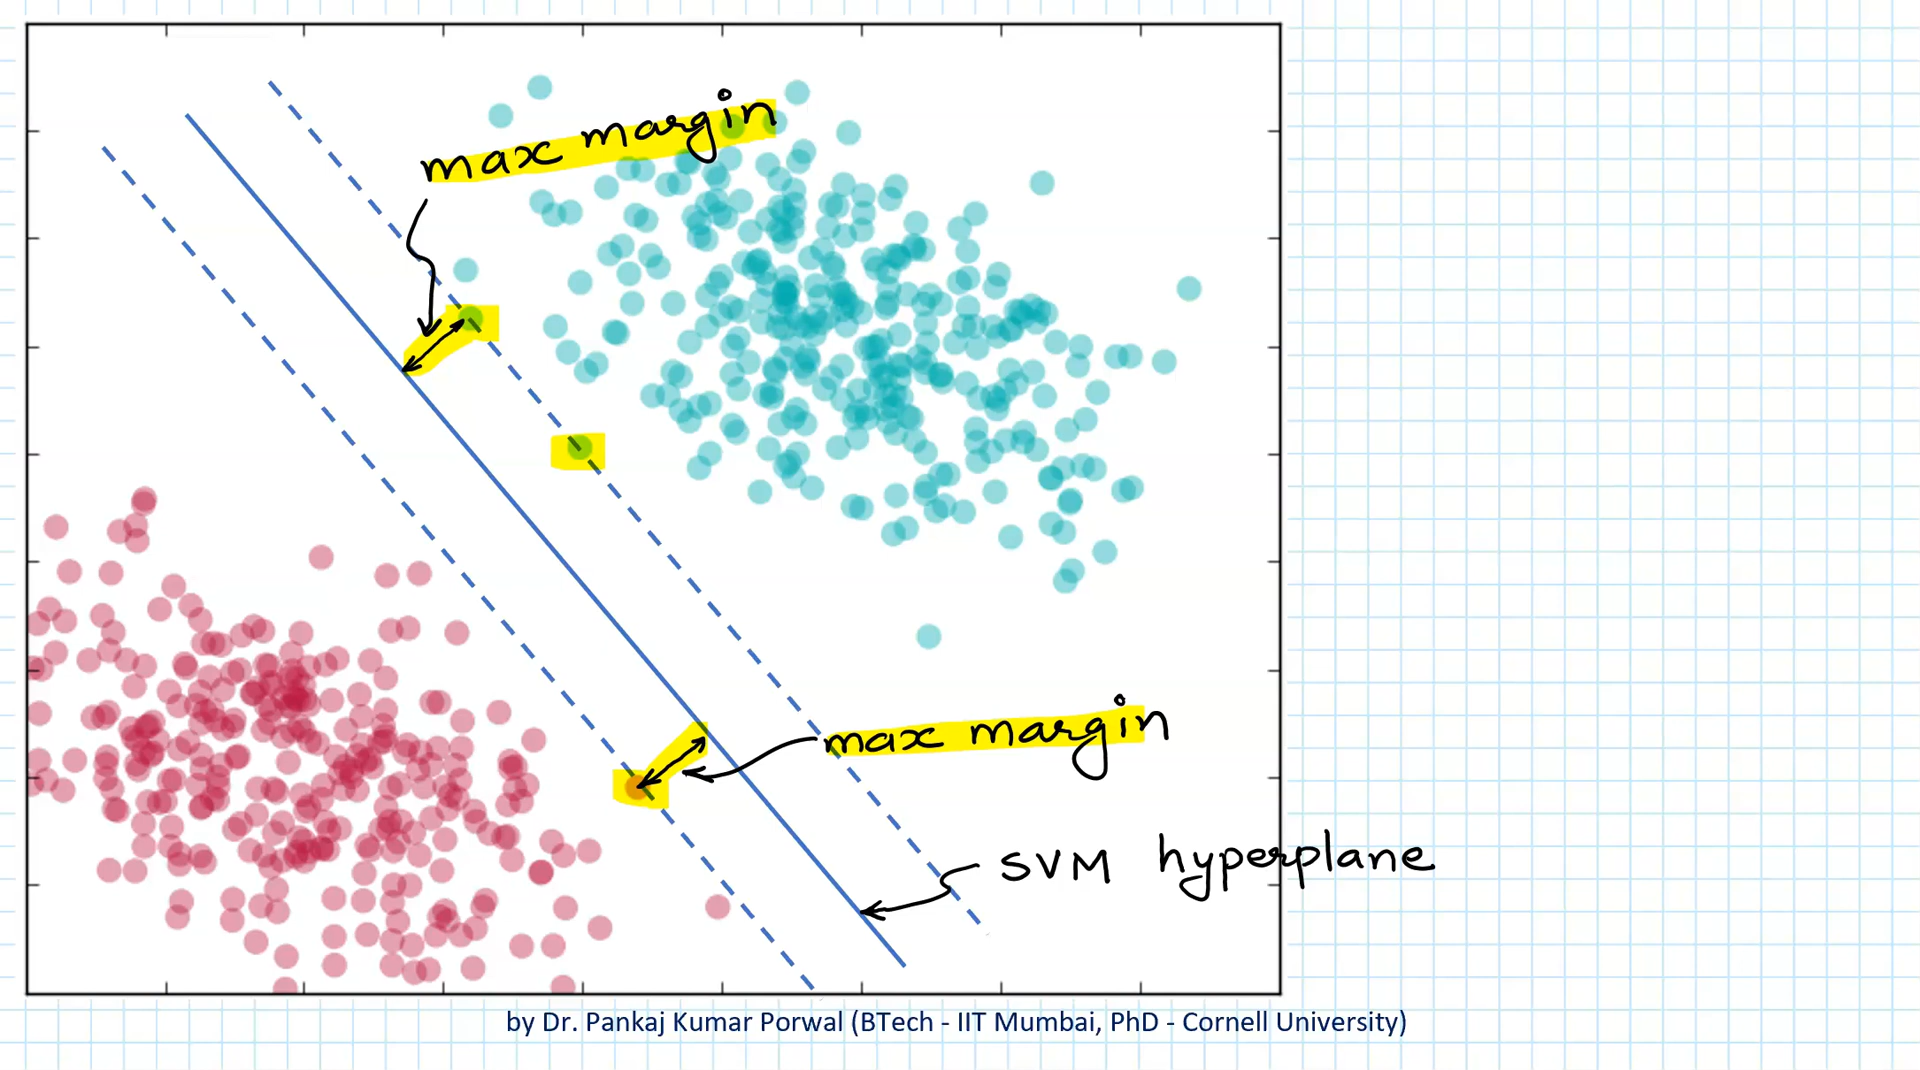 max margin
max margin
SVM hyperplane
by Dr. Pankaj Kumar Porwal (BTech - IIT Mumbai, PhD - Cornell University)